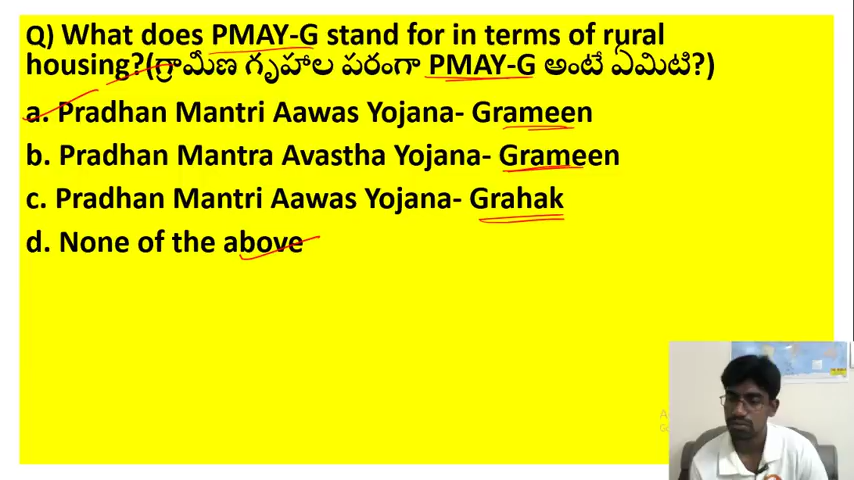 Q) What does PMAY-G stand for in terms of rural
housing?(గ్రామీణ గృహాల పరంగా PMAY-G అంటే ఏమిటి?)
a. Pradhan Mantri Aawas Yojana- Grameen
b. Pradhan Mantra Avastha Yojana- Grameen
c. Pradhan Mantri Aawas Yojana- Grahak
d. None of the above